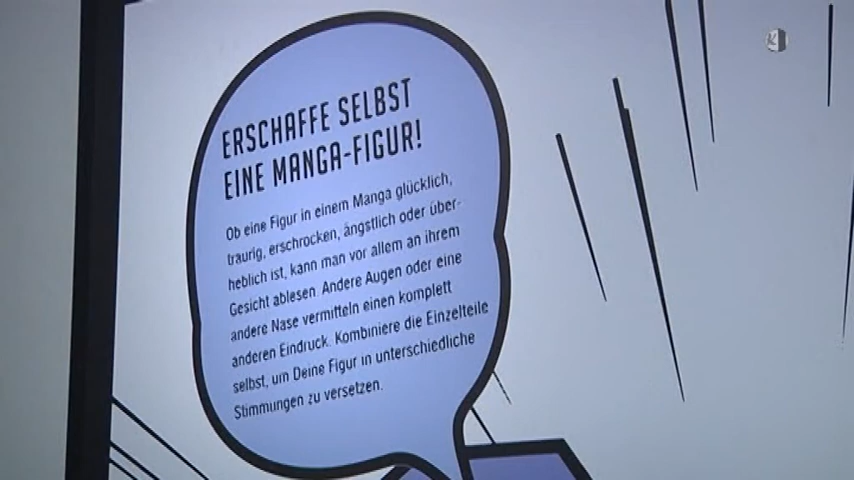 ERSCHAFFE SELBST
EINE MANGA-FIGUR!
Ob eine Figur in einem Manga glücklich,
traurig, erschrocken, ängstlich oder über-
heblich ist, kann man vor allem an ihrem
Gesicht ablesen. Andere Augen oder eine
andere Nase vermitteln einen komplett
anderen Eindruck. Kombiniere die Einzelteile
selbst, um Deine Figur in unterschiedliche
Stimmungen zu versetzen.